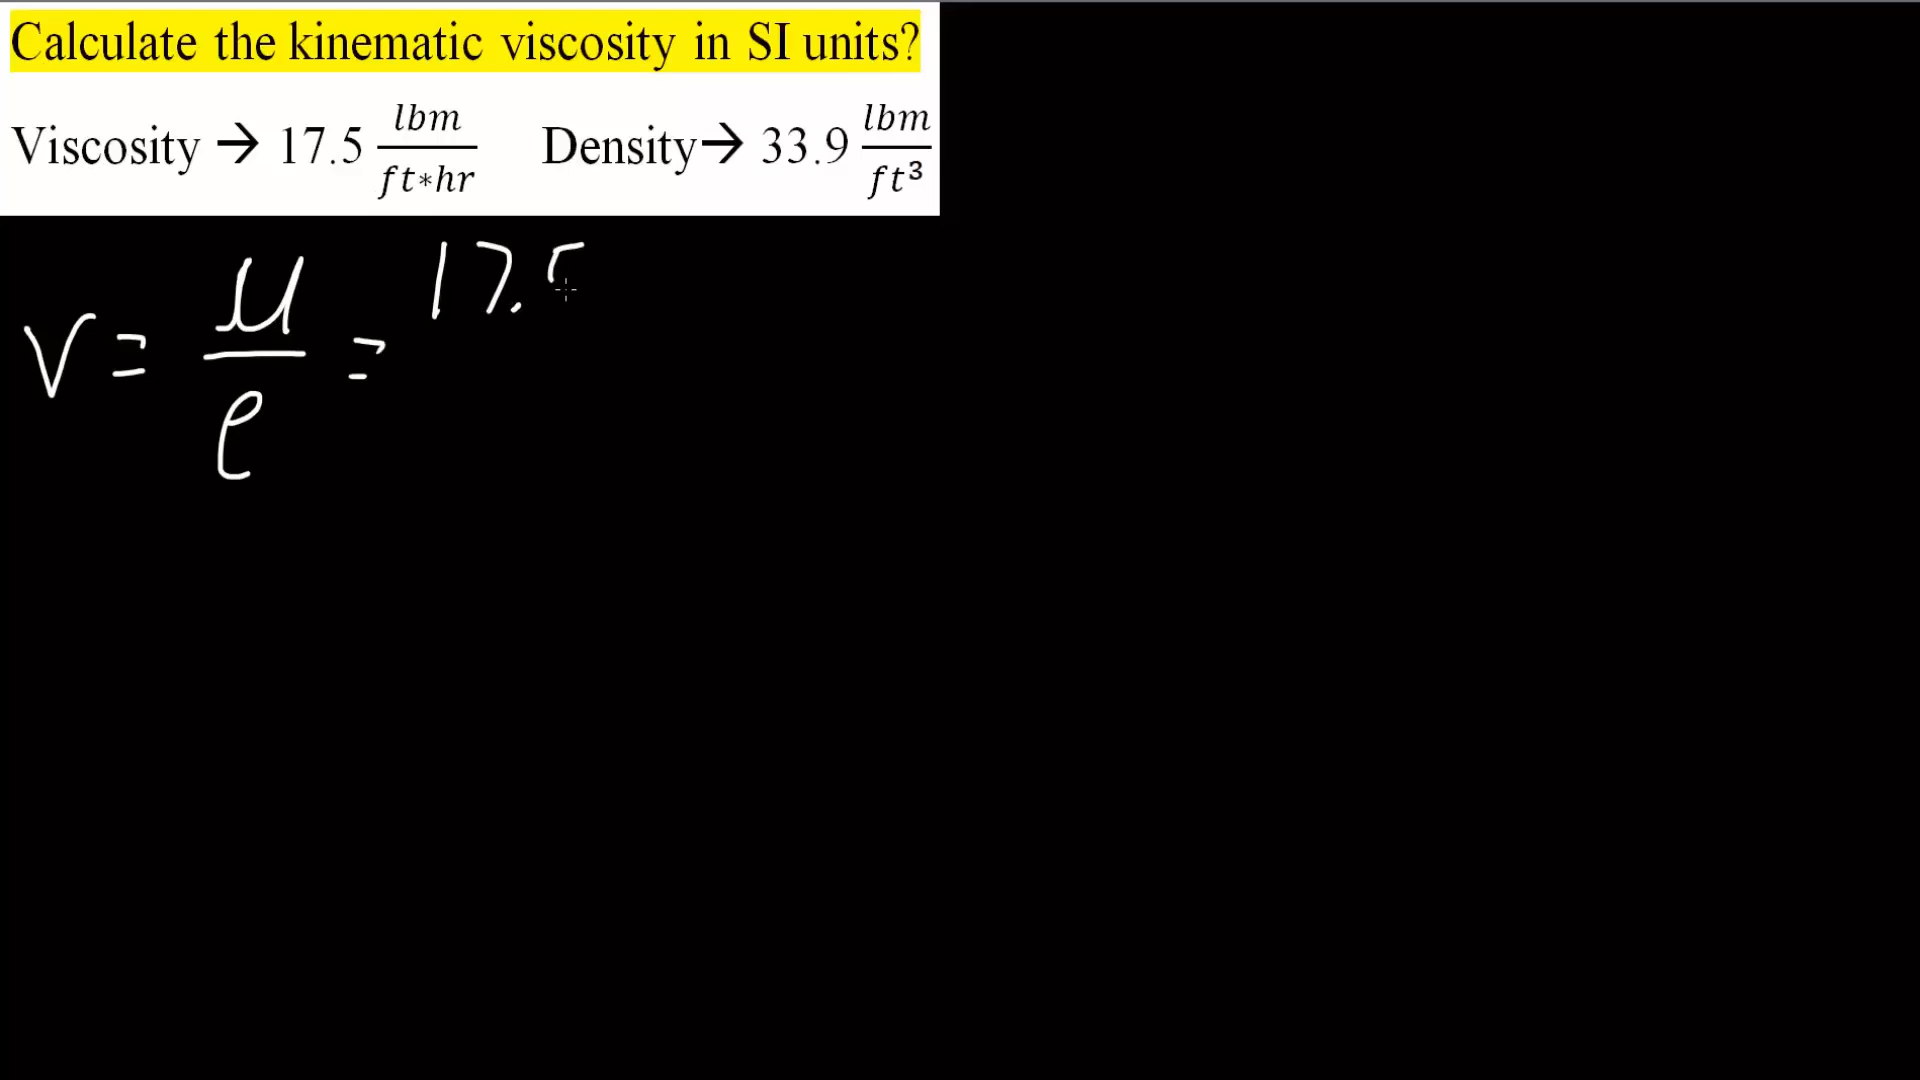 Calculate the kinematic viscosity in SI units?
Viscosity → 17.5 lbm/ft*hr Density→ 33.9 lbm/ft³
ν = μ/ρ = 17.5